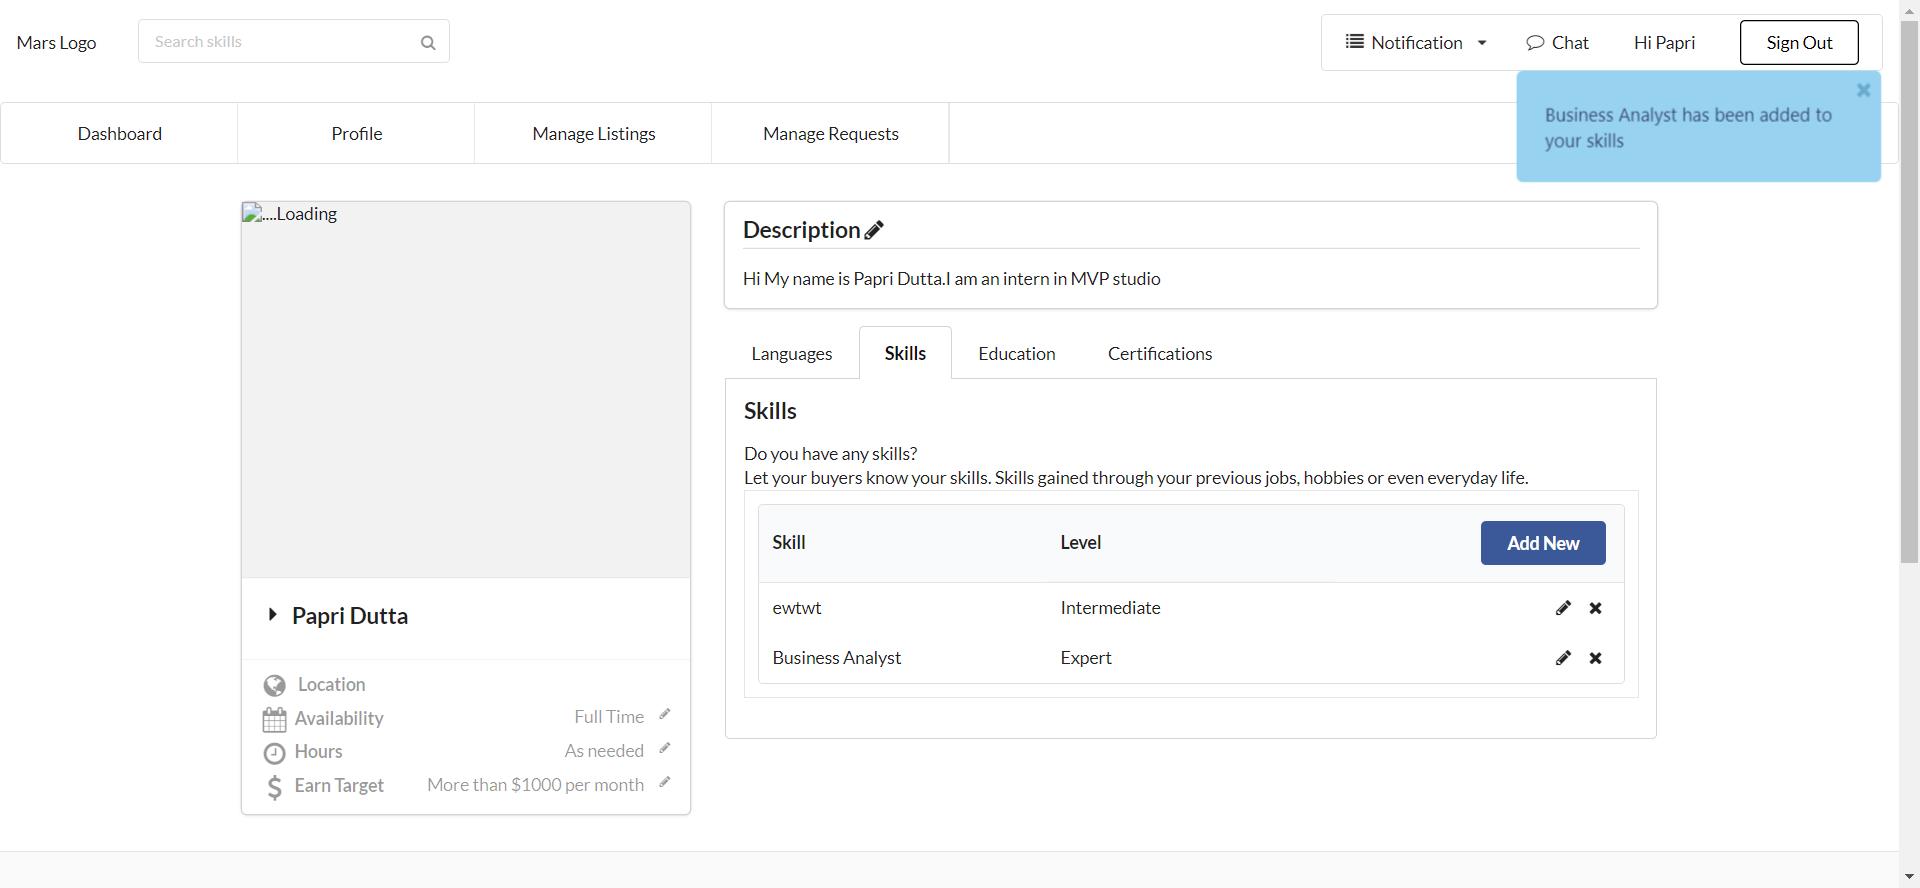 Mars Logo
Search skills
Notification
Chat
Hi Papri
Sign Out
Business Analyst has been added to
your skills
Dashboard
Profile
Manage Listings
Manage Requests
....Loading
Papri Dutta
Location
Availability
Full Time
Hours
As needed
Earn Target
More than $1000 per month
Description
Hi My name is Papri Dutta.I am an intern in MVP studio
Languages
Skills
Education
Certifications
Skills
Do you have any skills?
Let your buyers know your skills. Skills gained through your previous jobs, hobbies or even everyday life.
Skill
Level
Add New
ewtwt
Intermediate
Business Analyst
Expert